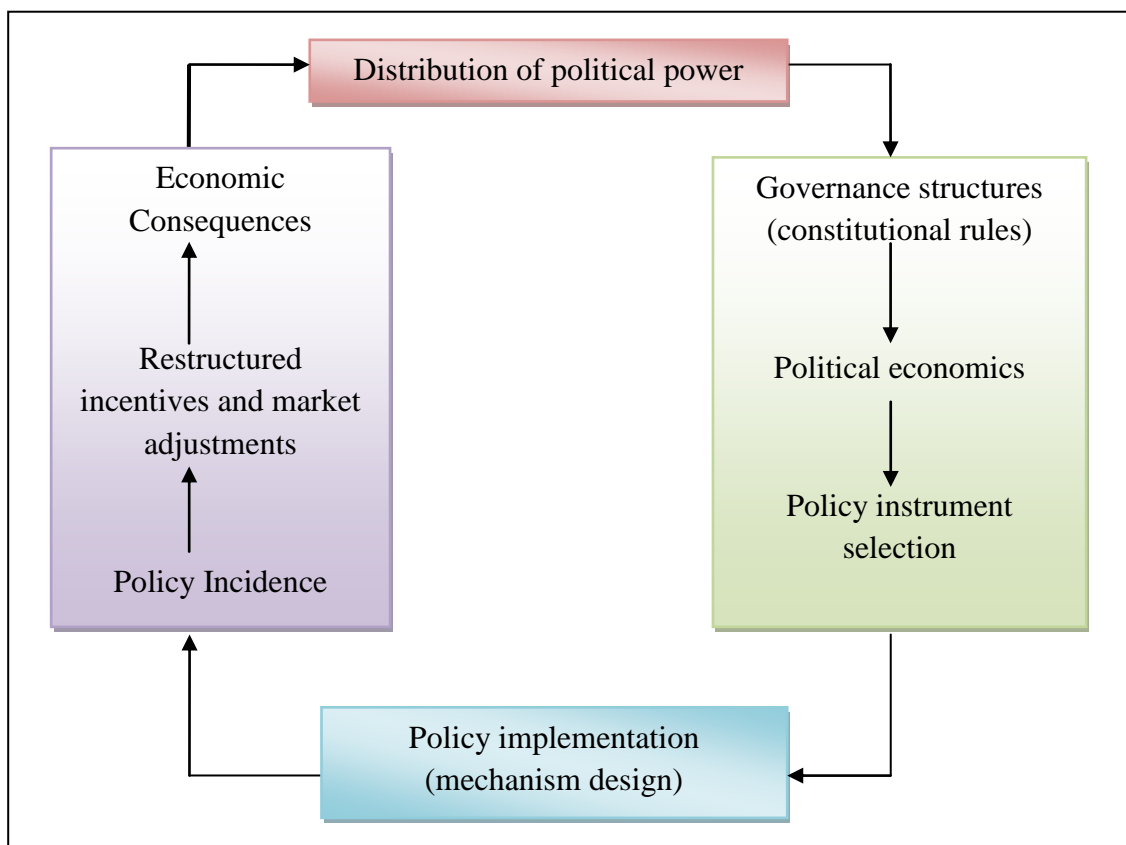 Distribution of political power
Economic
Consequences
Restructured
incentives and market
adjustments
Policy Incidence
Governance structures
(constitutional rules)
Political economics
Policy instrument
selection
Policy implementation
(mechanism design)